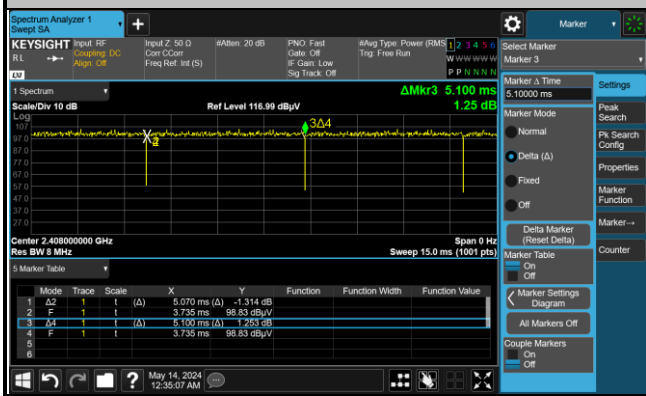 Spectrum Analyzer 1
Swept SA
Marker
KEYSIGHT
RL
Input: RF
Coupling: DC
Align: Off
Input Z: 50 Ω
Corr CCorr
Freq Ref: Int (S)
#Atten: 20 dB
PNO: Fast
Gate: Off
IF Gain: Low
Sig Track: Off
#Avg Type: Power (RMS
Trig: Free Run
1 2 3 4 5 6
W W W W W W
P P N N N N
Select Marker
Marker 3
LXI
1 Spectrum
Scale/Div 10 dB
Ref Level 116.99 dBµV
ΔMkr3 5.100 ms
1.25 dB
Log
107
97.0
87.0
77.0
67.0
57.0
47.0
37.0
27.0
3Δ4
Center 2.408000000 GHz
Res BW 8 MHz
Span 0 Hz
Sweep 15.0 ms (1001 pts)
5 Marker Table
Mode Trace Scale X Y Function Function Width Function Value
1 Δ2 1 t (Δ) 5.070 ms (Δ) -1.314 dB
2 F 1 t 3.735 ms 98.83 dBµV
3 Δ4 1 t (Δ) 5.100 ms (Δ) 1.253 dB
4 F 1 t 3.735 ms 98.83 dBµV
5
6
Marker Δ Time
5.10000 ms
Marker Mode
Normal
Delta (Δ)
Fixed
Off
Delta Marker
(Reset Delta)
Marker Table
On
Off
Marker Settings
Diagram
All Markers Off
Couple Markers
On
Off
Settings
Peak
Search
Pk Search
Config
Properties
Marker
Function
Marker→
Counter
?
May 14, 2024
12:35:07 AM